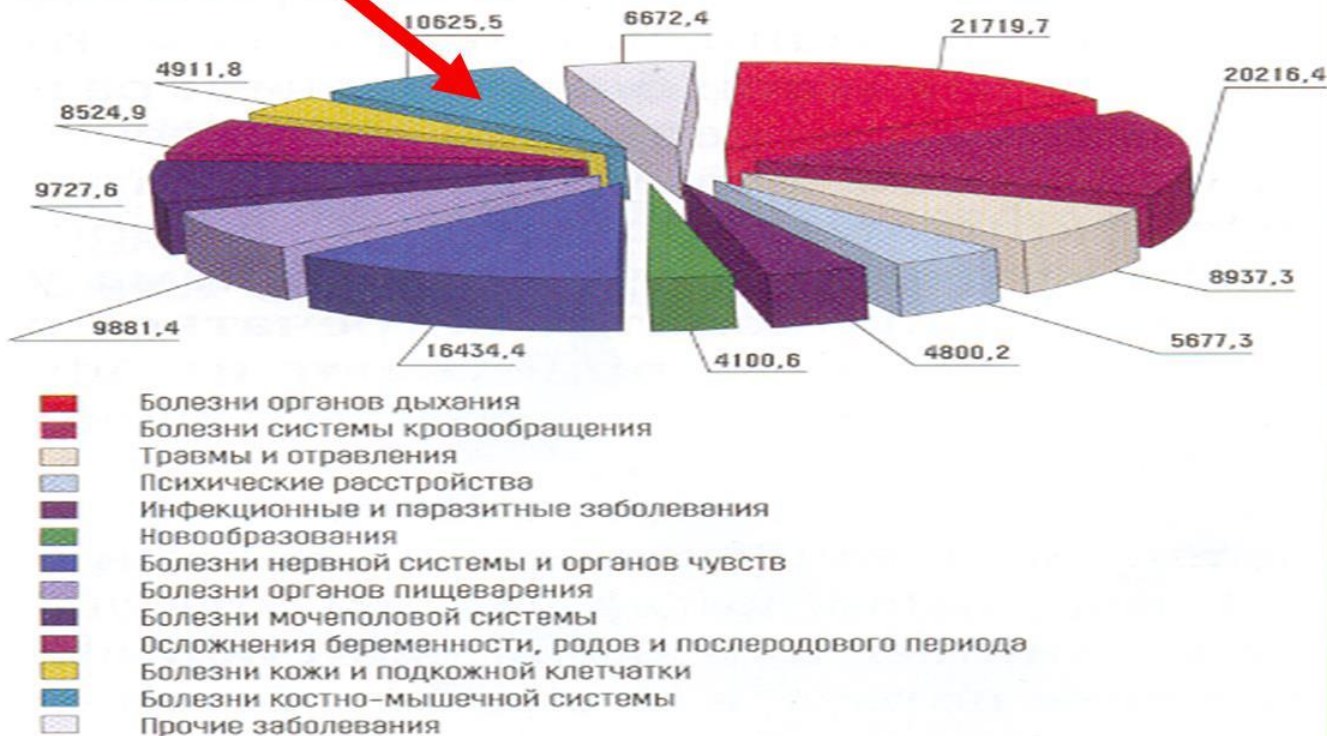 10625,5
6672,4
21719,7
4911,8
20216,4
8524,9
9727,6
8937,3
9881,4
16434,4
4100,6
4800,2
5677,3
Болезни органов дыхания
Болезни системы кровообращения
Травмы и отравления
Психические расстройства
Инфекционные и паразитные заболевания
Новообразования
Болезни нервной системы и органов чувств
Болезни органов пищеварения
Болезни мочеполовой системы
Осложнения беременности, родов и послеродового периода
Болезни кожи и подкожной клетчатки
Болезни костно-мышечной системы
Прочие заболевания